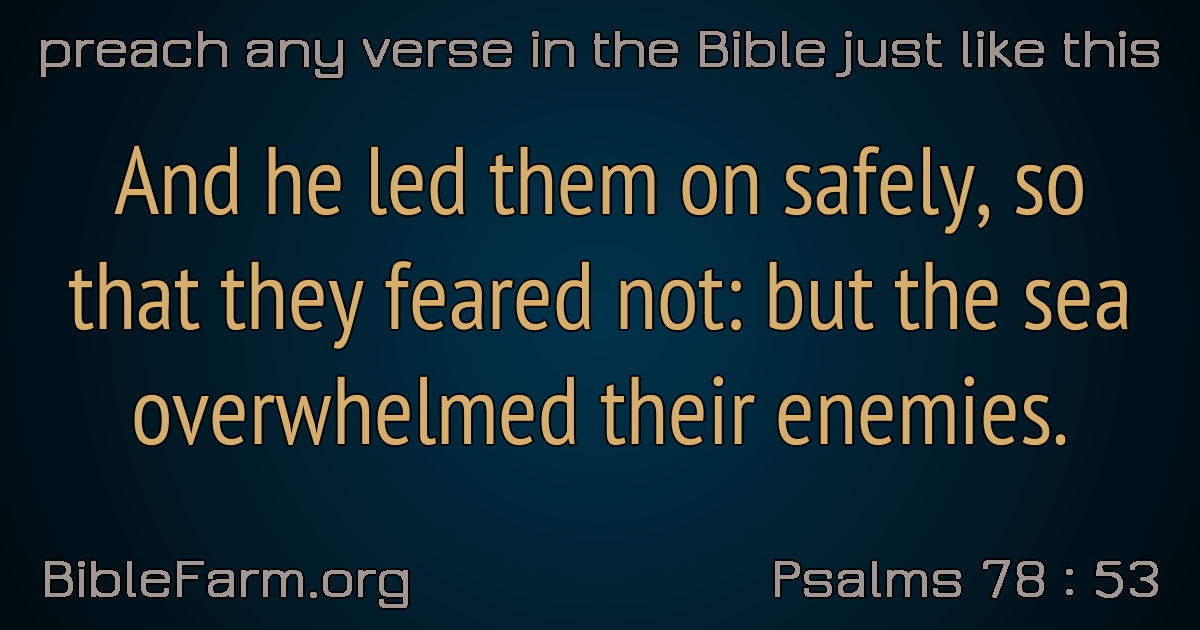 preach any verse in the Bible just like this
And he led them on safely, so
that they feared not: but the sea
overwhelmed their enemies.
BibleFarm.org
Psalms 78 : 53